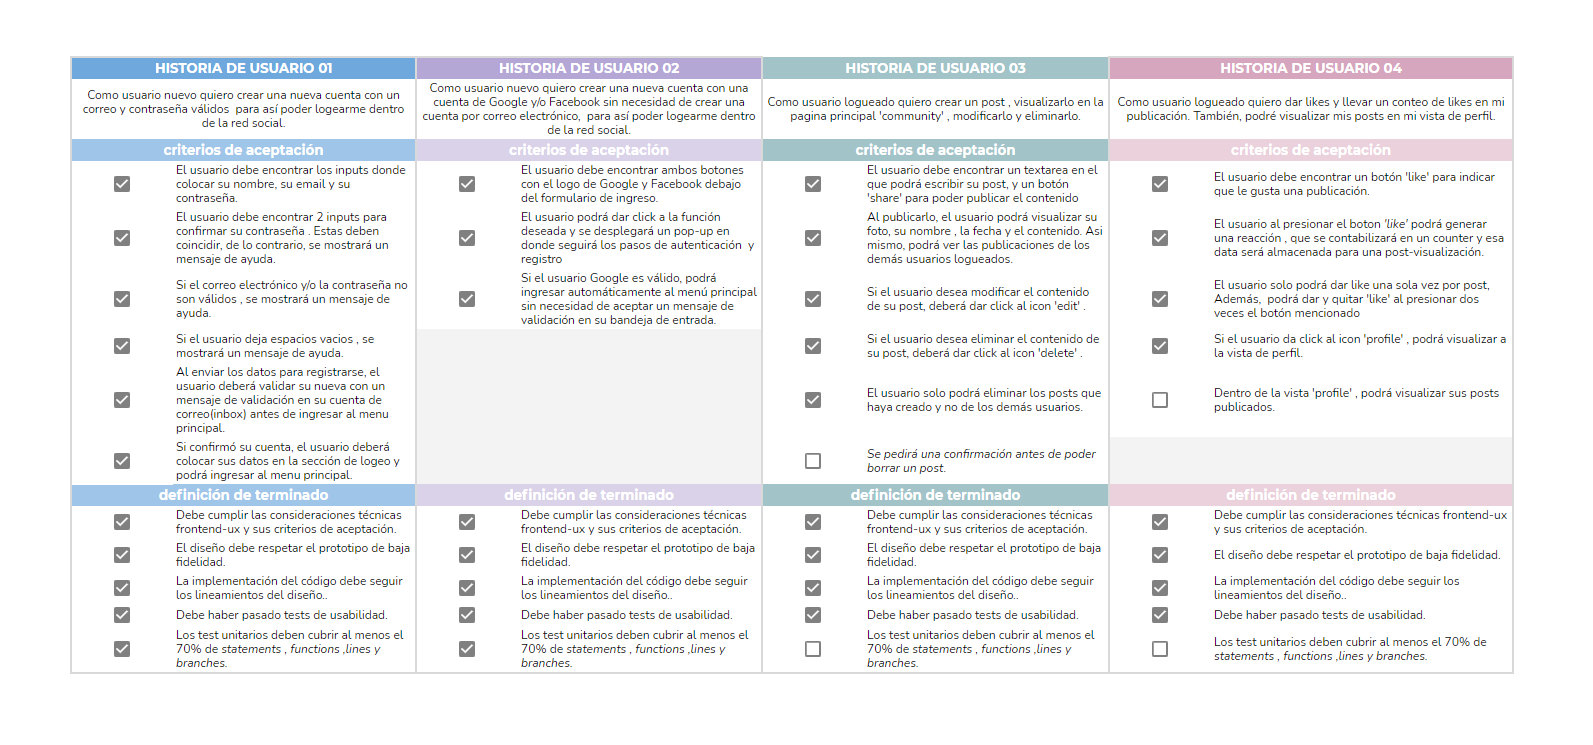 HISTORIA DE USUARIO 01
Como usuario nuevo quiero crear una nueva cuenta con un
correo y contraseña válidos para así poder logearme dentro
de la red social.
criterios de aceptación
El usuario debe encontrar los inputs donde
colocar su nombre, su email y su
contraseña.
El usuario debe encontrar 2 inputs para
confirmar su contraseña . Estas deben
coincidir, de lo contrario, se mostrará un
mensaje de ayuda.
Si el correo electrónico y/o la contraseña no
son válidos , se mostrará un mensaje de
ayuda.
Si el usuario deja espacios vacios , se
mostrará un mensaje de ayuda.
Al enviar los datos para registrarse, el
usuario deberá validar su nueva con un
mensaje de validación en su cuenta de
correo(inbox) antes de ingresar al menu
principal.
Si confirmó su cuenta, el usuario deberá
colocar sus datos en la sección de logeo y
podrá ingresar al menu principal.
definición de terminado
Debe cumplir las consideraciones técnicas
frontend-ux y sus criterios de aceptación.
El diseño debe respetar el prototipo de baja
fidelidad.
La implementación del código debe seguir
los lineamientos del diseño..
Debe haber pasado tests de usabilidad.
Los test unitarios deben cubrir al menos el
70% de statements , functions ,lines y
branches.
HISTORIA DE USUARIO 02
Como usuario nuevo quiero crear una nueva cuenta con una
cuenta de Google y/o Facebook sin necesidad de crear una
cuenta por correo electrónico, para así poder logearme dentro
de la red social.
criterios de aceptación
El usuario debe encontrar ambos botones
con el logo de Google y Facebook debajo
del formulario de ingreso.
El usuario podrá dar click a la función
deseada y se desplegará un pop-up en
donde seguirá los pasos de autenticación y
registro
Si el usuario Google es válido, podrá
ingresar automáticamente al menú principal
sin necesidad de aceptar un mensaje de
validación en su bandeja de entrada.
definición de terminado
Debe cumplir las consideraciones técnicas
frontend-ux y sus criterios de aceptación.
El diseño debe respetar el prototipo de baja
fidelidad.
La implementación del código debe seguir
los lineamientos del diseño..
Debe haber pasado tests de usabilidad.
Los test unitarios deben cubrir al menos el
70% de statements , functions ,lines y
branches.
HISTORIA DE USUARIO 03
Como usuario logueado quiero crear un post , visualizarlo en la
pagina principal 'community' , modificarlo y eliminarlo.
criterios de aceptación
El usuario debe encontrar un textarea en el
que podrá escribir su post, y un botón
'share' para poder publicar el contenido
Al publicarlo, el usuario podrá visualizar su
foto, su nombre , la fecha y el contenido. Asi
mismo, podrá ver las publicaciones de los
demás usuarios logueados.
Si el usuario desea modificar el contenido
de su post, deberá dar click al icon 'edit' .
Si el usuario desea eliminar el contenido de
su post, deberá dar click al icon 'delete' .
El usuario solo podrá eliminar los posts que
haya creado y no de los demás usuarios.
Se pedirá una confirmación antes de poder
borrar un post.
definición de terminado
Debe cumplir las consideraciones técnicas
frontend-ux y sus criterios de aceptación.
El diseño debe respetar el prototipo de baja
fidelidad.
La implementación del código debe seguir
los lineamientos del diseño..
Debe haber pasado tests de usabilidad.
Los test unitarios deben cubrir al menos el
70% de statements , functions ,lines y
branches.
HISTORIA DE USUARIO 04
Como usuario logueado quiero dar likes y llevar un conteo de likes en mi
publicación. También, podré visualizar mis posts en mi vista de perfil.
criterios de aceptación
El usuario debe encontrar un botón 'like' para indicar
que le gusta una publicación.
El usuario al presionar el boton 'like' podrá generar
una reacción , que se contabilizará en un counter y esa
data será almacenada para una post-visualización.
El usuario solo podrá dar like una sola vez por post,
Además, podrá dar y quitar 'like' al presionar dos
veces el botón mencionado
Si el usuario da click al icon 'profile' , podrá visualizar a
la vista de perfil.
Dentro de la vista 'profile' , podrá visualizar sus posts
publicados.
definición de terminado
Debe cumplir las consideraciones técnicas frontend-ux
y sus criterios de aceptación.
El diseño debe respetar el prototipo de baja fidelidad.
La implementación del código debe seguir los
lineamientos del diseño..
Debe haber pasado tests de usabilidad.
Los test unitarios deben cubrir al menos el 70% de
statements , functions ,lines y branches.